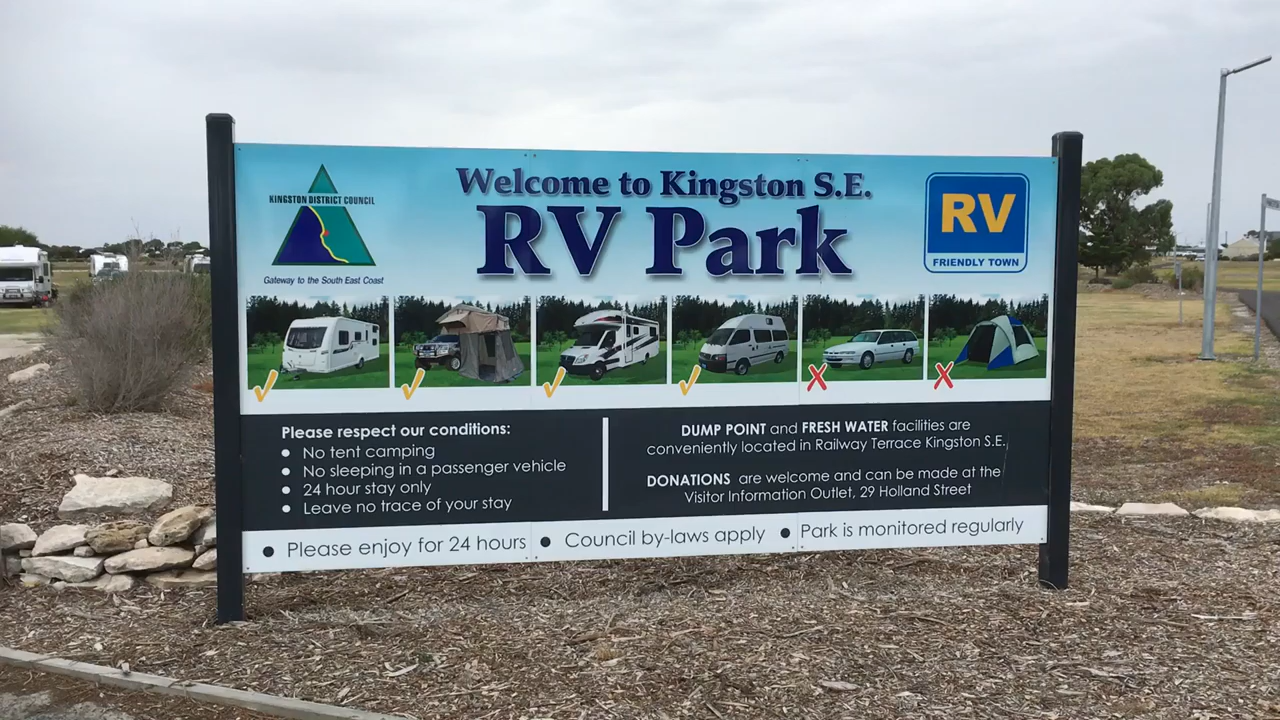 KINGSTON DISTRICT COUNCIL
Gateway to the South East Coast
Welcome to Kingston S.E.
RV Park
RV
FRIENDLY TOWN
Please respect our conditions:
• No tent camping
• No sleeping in a passenger vehicle
• 24 hour stay only
• Leave no trace of your stay
DUMP POINT and FRESH WATER facilities are
conveniently located in Railway Terrace Kingston S.E.
DONATIONS are welcome and can be made at the
Visitor Information Outlet, 29 Holland Street
• Please enjoy for 24 hours • Council by-laws apply • Park is monitored regularly